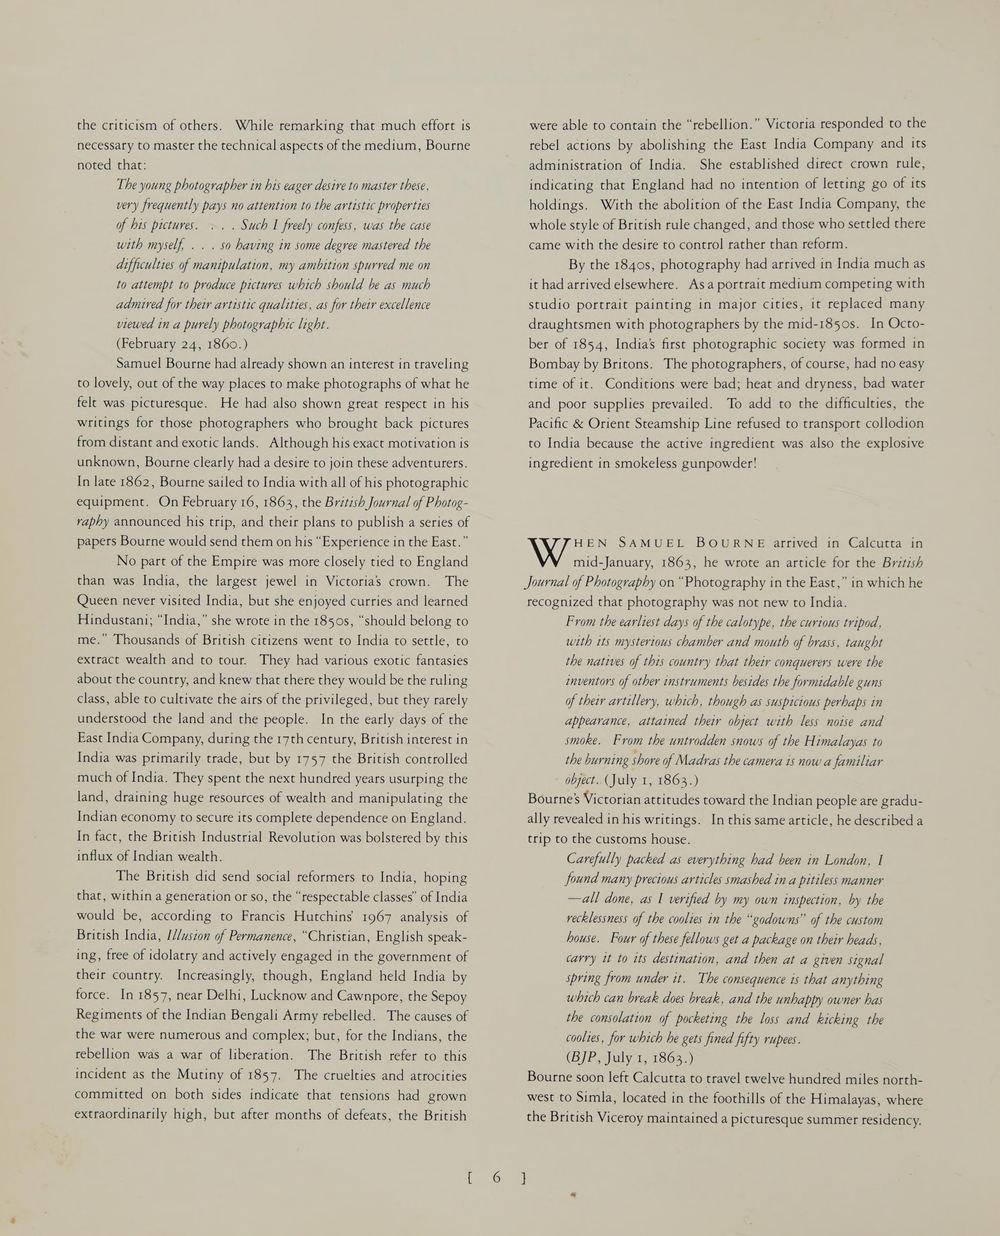 the criticism of others. While remarking that much effort is
necessary to master the technical aspects of the medium, Bourne
noted that:
The young photographer in his eager desire to master these,
very frequently pays no attention to the artistic properties
of his pictures. . . . Such I freely confess, was the case
with myself, . . . so having in some degree mastered the
difficulties of manipulation, my ambition spurred me on
to attempt to produce pictures which should be as much
admired for their artistic qualities, as for their excellence
viewed in a purely photographic light.
(February 24, 1860.)
Samuel Bourne had already shown an interest in traveling
to lovely, out of the way places to make photographs of what he
felt was picturesque. He had also shown great respect in his
writings for those photographers who brought back pictures
from distant and exotic lands. Although his exact motivation is
unknown, Bourne clearly had a desire to join these adventurers.
In late 1862, Bourne sailed to India with all of his photographic
equipment. On February 16, 1863, the British Journal of Photog-
raphy announced his trip, and their plans to publish a series of
papers Bourne would send them on his "Experience in the East."
No part of the Empire was more closely tied to England
than was India, the largest jewel in Victoria's crown. The
Queen never visited India, but she enjoyed curries and learned
Hindustani; "India," she wrote in the 1850s, "should belong to
me." Thousands of British citizens went to India to settle, to
extract wealth and to tour. They had various exotic fantasies
about the country, and knew that there they would be the ruling
class, able to cultivate the airs of the privileged, but they rarely
understood the land and the people. In the early days of the
East India Company, during the 17th century, British interest in
India was primarily trade, but by 1757 the British controlled
much of India. They spent the next hundred years usurping the
land, draining huge resources of wealth and manipulating the
Indian economy to secure its complete dependence on England.
In fact, the British Industrial Revolution was bolstered by this
influx of Indian wealth.
The British did send social reformers to India, hoping
that, within a generation or so, the "respectable classes" of India
would be, according to Francis Hutchins' 1967 analysis of
British India, Illusion of Permanence, "Christian, English speak-
ing, free of idolatry and actively engaged in the government of
their country. Increasingly, though, England held India by
force. In 1857, near Delhi, Lucknow and Cawnpore, the Sepoy
Regiments of the Indian Bengali Army rebelled. The causes of
the war were numerous and complex; but, for the Indians, the
rebellion was a war of liberation. The British refer to this
incident as the Mutiny of 1857. The cruelties and atrocities
committed on both sides indicate that tensions had grown
extraordinarily high, but after months of defeats, the British
were able to contain the "rebellion." Victoria responded to the
rebel actions by abolishing the East India Company and its
administration of India. She established direct crown rule,
indicating that England had no intention of letting go of its
holdings. With the abolition of the East India Company, the
whole style of British rule changed, and those who settled there
came with the desire to control rather than reform.
By the 1840s, photography had arrived in India much as
it had arrived elsewhere. As a portrait medium competing with
studio portrait painting in major cities, it replaced many
draughtsmen with photographers by the mid-1850s. In Octo-
ber of 1854, India's first photographic society was formed in
Bombay by Britons. The photographers, of course, had no easy
time of it. Conditions were bad; heat and dryness, bad water
and poor supplies prevailed. To add to the difficulties, the
Pacific & Orient Steamship Line refused to transport collodion
to India because the active ingredient was also the explosive
ingredient in smokeless gunpowder!
WHEN SAMUEL BOURNE arrived in Calcutta in
mid-January, 1863, he wrote an article for the British
Journal of Photography on "Photography in the East," in which he
recognized that photography was not new to India.
From the earliest days of the calotype, the curious tripod,
with its mysterious chamber and mouth of brass, taught
the natives of this country that their conquerers were the
inventors of other instruments besides the formidable guns
of their artillery, which, though as suspicious perhaps in
appearance, attained their object with less noise and
smoke. From the untrodden snows of the Himalayas to
the burning shore of Madras the camera is now a familiar
object. (July 1, 1863.)
Bourne's Victorian attitudes toward the Indian people are gradu-
ally revealed in his writings. In this same article, he described a
trip to the customs house.
Carefully packed as everything had been in London, I
found many precious articles smashed in a pitiless manner
—all done, as I verified by my own inspection, by the
recklessness of the coolies in the "godowns" of the custom
house. Four of these fellows get a package on their heads,
carry it to its destination, and then at a given signal
spring from under it. The consequence is that anything
which can break does break, and the unhappy owner has
the consolation of pocketing the loss and kicking the
coolies, for which he gets fined fifty rupees.
(BJP, July 1, 1863.)
Bourne soon left Calcutta to travel twelve hundred miles north-
west to Simla, located in the foothills of the Himalayas, where
the British Viceroy maintained a picturesque summer residency.
[ 6 ]